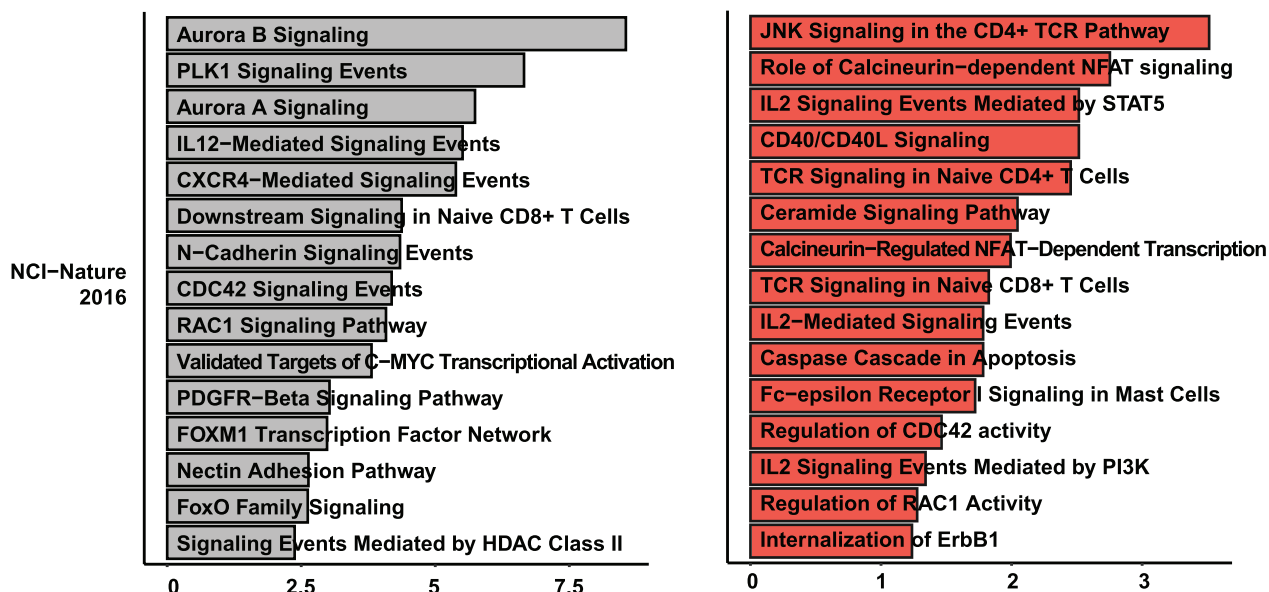 NCI−Nature
2016
Aurora B Signaling
PLK1 Signaling Events
Aurora A Signaling
IL12−Mediated Signaling Events
CXCR4−Mediated Signaling Events
Downstream Signaling in Naive CD8+ T Cells
N−Cadherin Signaling Events
CDC42 Signaling Events
RAC1 Signaling Pathway
Validated Targets of C−MYC Transcriptional Activation
PDGFR−Beta Signaling Pathway
FOXM1 Transcription Factor Network
Nectin Adhesion Pathway
FoxO Family Signaling
Signaling Events Mediated by HDAC Class II
0 2.5 5 7.5
JNK Signaling in the CD4+ TCR Pathway
Role of Calcineurin−dependent NFAT signaling
IL2 Signaling Events Mediated by STAT5
CD40/CD40L Signaling
TCR Signaling in Naive CD4+ T Cells
Ceramide Signaling Pathway
Calcineurin−Regulated NFAT−Dependent Transcription
TCR Signaling in Naive CD8+ T Cells
IL2−Mediated Signaling Events
Caspase Cascade in Apoptosis
Fc−epsilon Receptor I Signaling in Mast Cells
Regulation of CDC42 activity
IL2 Signaling Events Mediated by PI3K
Regulation of RAC1 Activity
Internalization of ErbB1
0 1 2 3